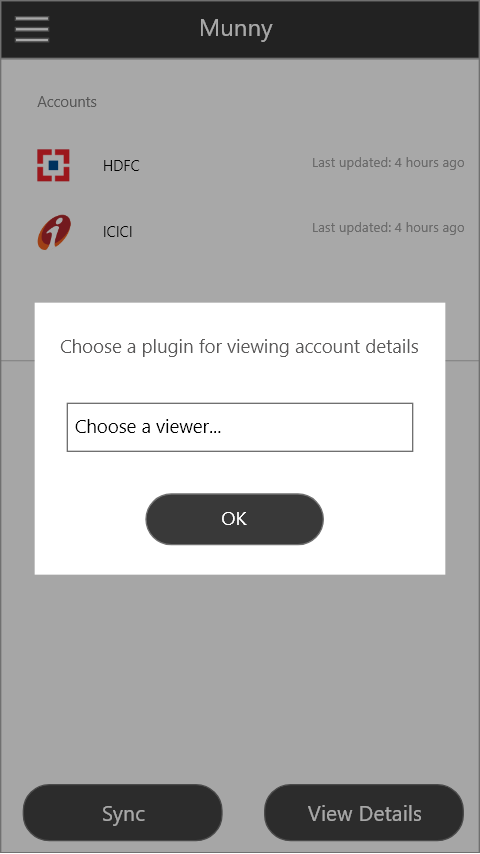 Munny
Accounts
HDFC
Last updated: 4 hours ago
ICICI
Last updated: 4 hours ago
Choose a plugin for viewing account details
Choose a viewer...
OK
Sync
View Details